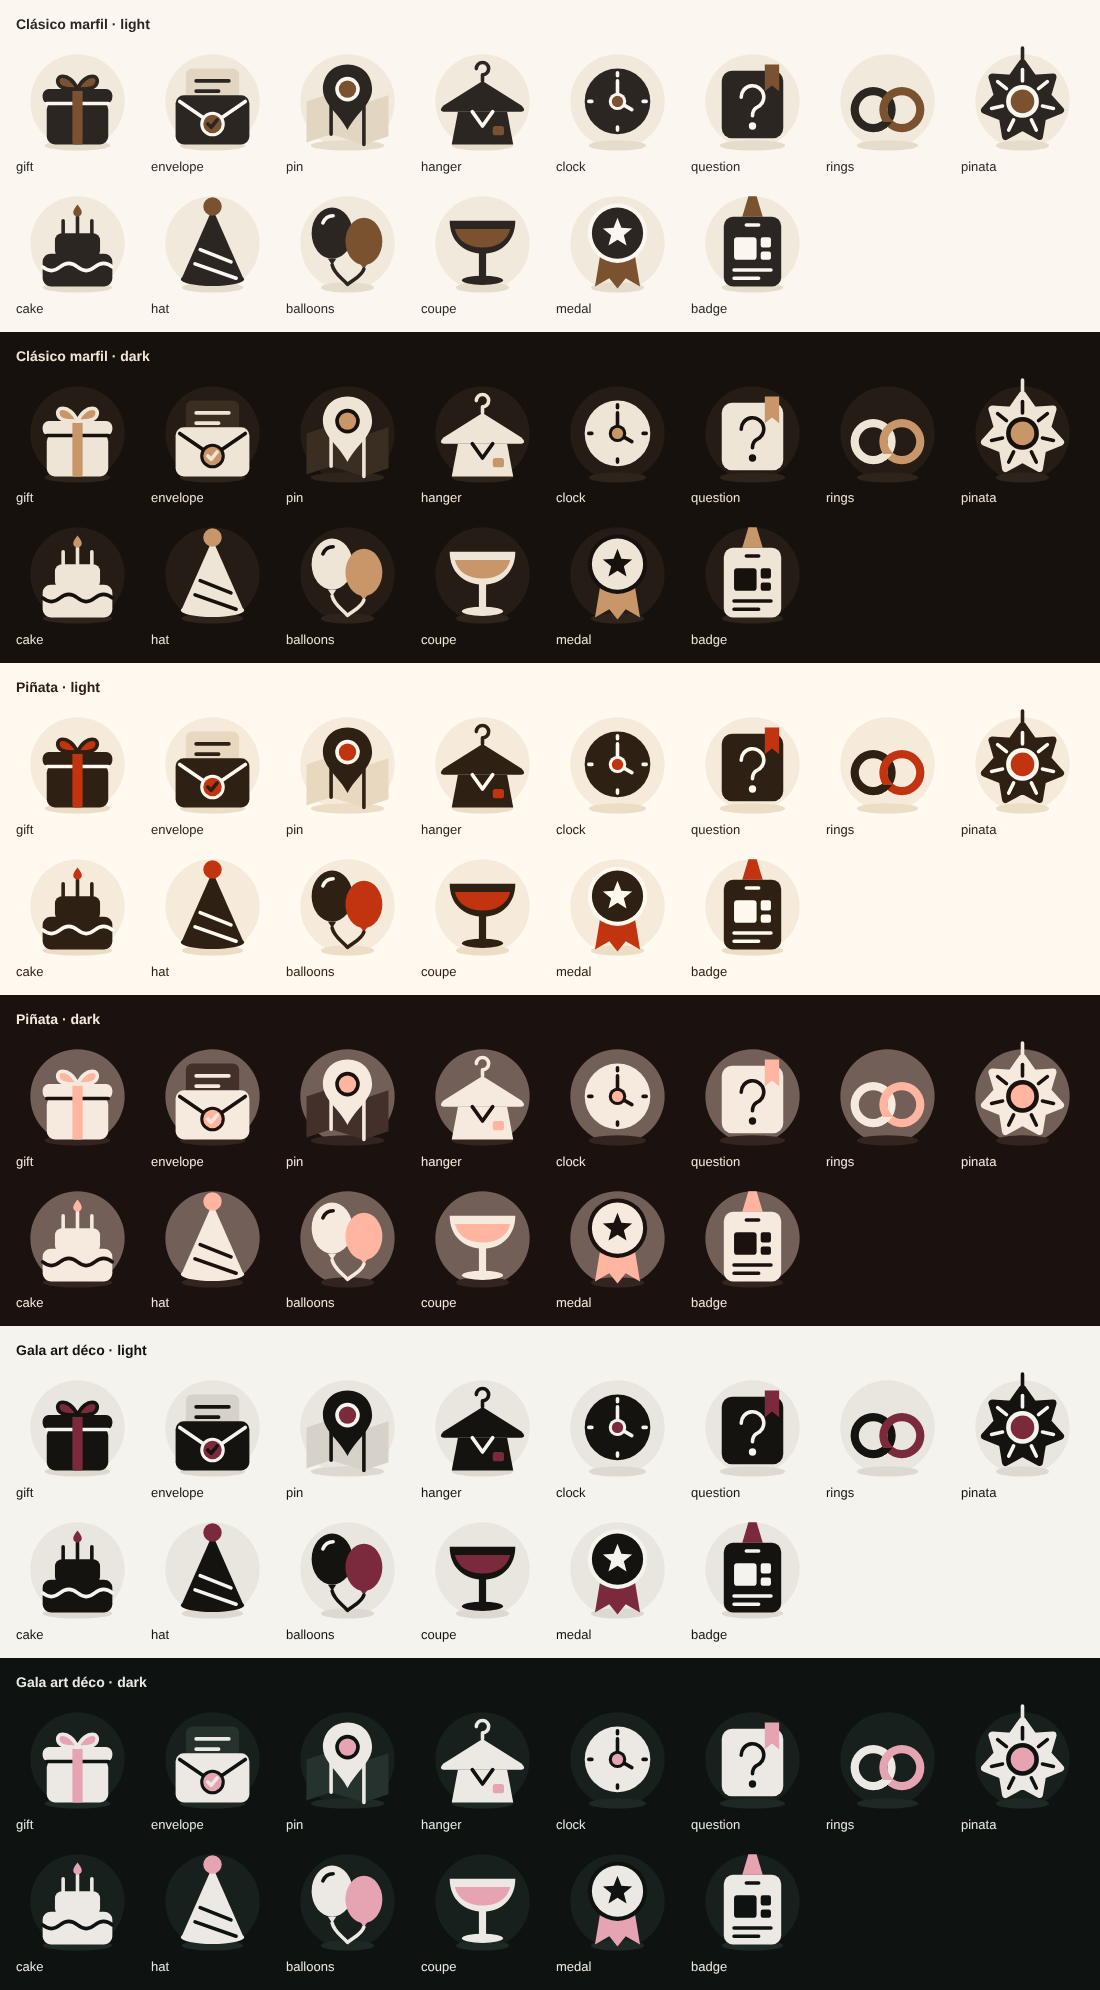 Clásico marfil · light
gift envelope pin hanger clock question rings pinata
cake hat balloons coupe medal badge
Clásico marfil · dark
gift envelope pin hanger clock question rings pinata
cake hat balloons coupe medal badge
Piñata · light
gift envelope pin hanger clock question rings pinata
cake hat balloons coupe medal badge
Piñata · dark
gift envelope pin hanger clock question rings pinata
cake hat balloons coupe medal badge
Gala art déco · light
gift envelope pin hanger clock question rings pinata
cake hat balloons coupe medal badge
Gala art déco · dark
gift envelope pin hanger clock question rings pinata
cake hat balloons coupe medal badge